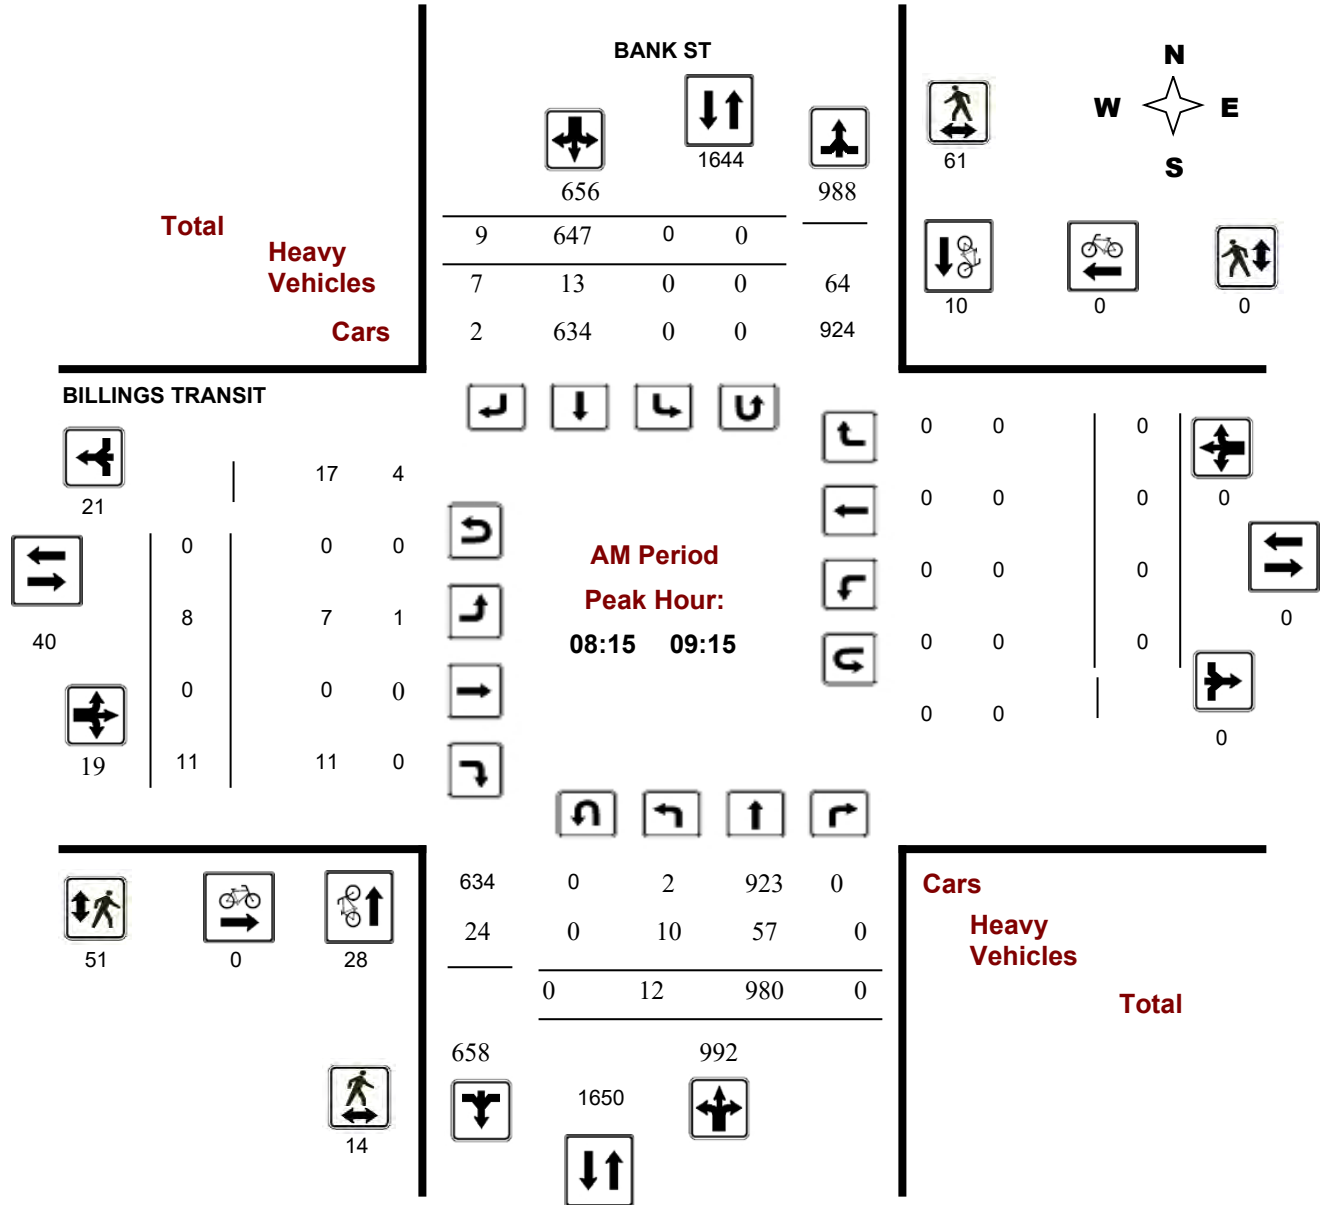 BANK ST
N
W E
S
1644
61
656 988
Total
9 647 0 0
Heavy
Vehicles
7 13 0 0 64
10 0 0
Cars
2 634 0 0 924
BILLINGS TRANSIT
0 0 0
17 4
21
0 0 0 0
0 0 0
AM Period
0 0 0
Peak Hour:
8 7 1
0
40
08:15 09:15
0 0 0
0 0 0
0 0
0
19 11 11 0
634 0 2 923 0
Cars
24 0 10 57 0
Heavy
Vehicles
51 0 28
0 12 980 0
Total
658 992
1650
14